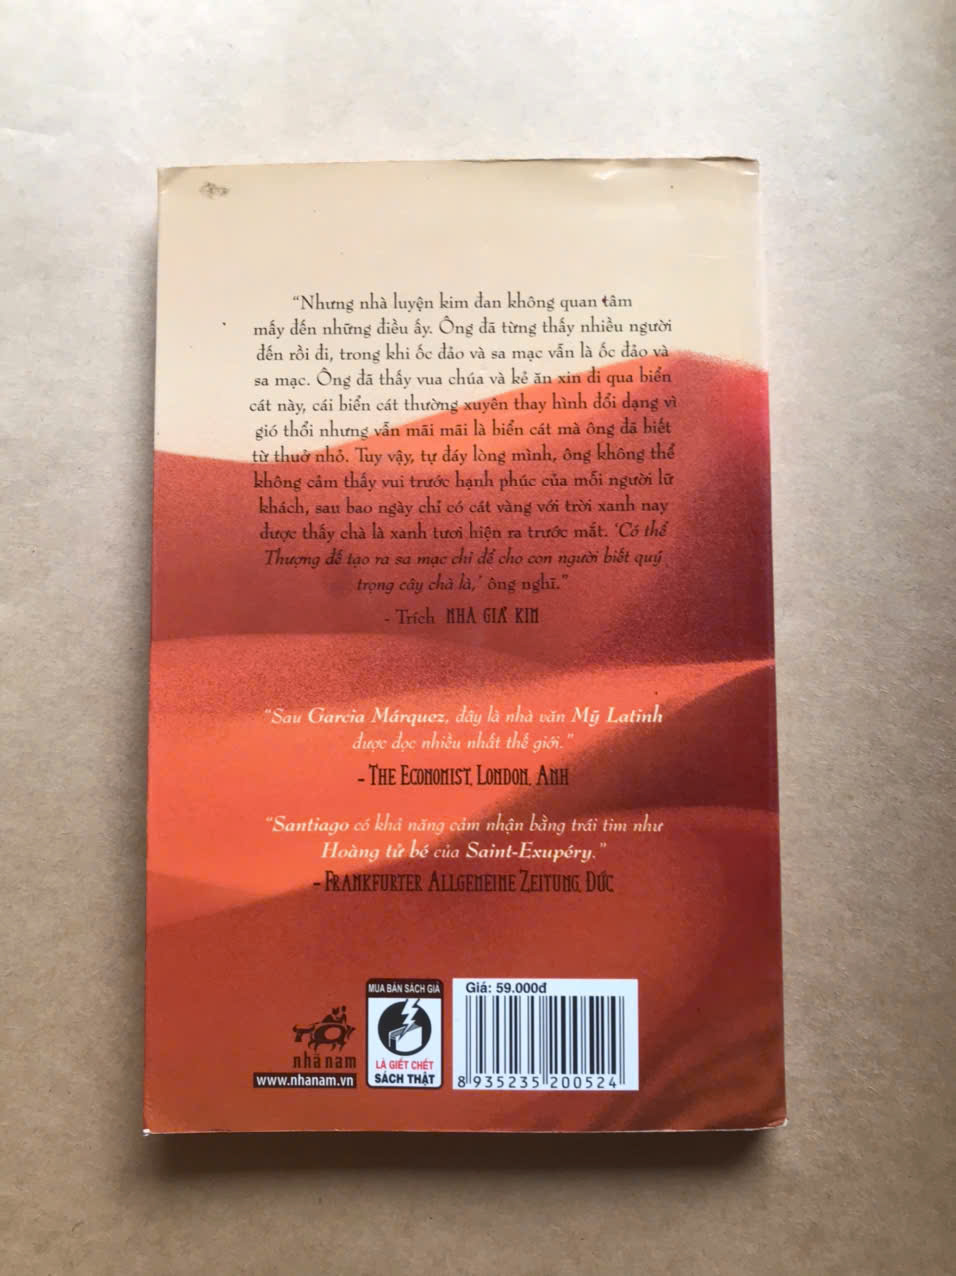 “Nhưng nhà luyện kim đan không quan tâm
mấy đến những điều ấy. Ông đã từng thấy nhiều người
đến rồi đi, trong khi ốc đảo và sa mạc vẫn là ốc đảo và
sa mạc. Ông đã thấy vua chúa và kẻ ăn xin đi qua biển
cát này, cái biển cát thường xuyên thay hình đổi dạng vì
gió thổi nhưng vẫn mãi mãi là biển cát mà ông đã biết
từ thuở nhỏ. Tuy vậy, tự đáy lòng mình, ông không thể
không cảm thấy vui trước hạnh phúc của mỗi người lữ
khách, sau bao ngày chỉ có cát vàng với trời xanh nay
được thấy chà là xanh tươi hiện ra trước mắt. ‘Có thể
Thượng đế tạo ra sa mạc chỉ để cho con người biết quý
trọng cây chà là,’ ông nghĩ.”
- Trích NHÀ GIẢ KIM
“Sau Garcia Márquez, đây là nhà văn Mỹ Latinh
được đọc nhiều nhất thế giới.”
- THE ECONOMIST, LONDON, ANH
“Santiago có khả năng cảm nhận bằng trái tim như
Hoàng tử bé của Saint-Exupéry.”
- FRANKFURTER ALLGEMEINE ZEITUNG, ĐỨC
nhã nam
www.nhanam.vn
MUA BÁN SÁCH GIẢ
LÀ GIẾT CHẾT
SÁCH THẬT
Giá: 59.000đ
8 935235 200524